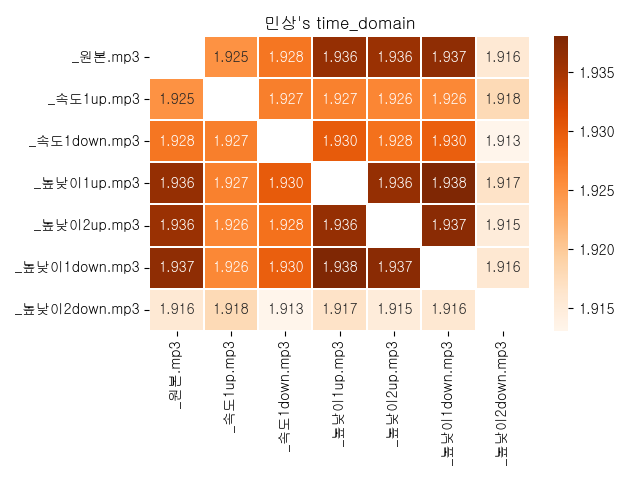 민상's time_domain
_원본.mp3 1.925 1.928 1.936 1.936 1.937 1.916
_속도1up.mp3 1.925 1.927 1.927 1.926 1.926 1.918
_속도1down.mp3 1.928 1.927 1.930 1.928 1.930 1.913
_높낮이1up.mp3 1.936 1.927 1.930 1.936 1.938 1.917
_높낮이2up.mp3 1.936 1.926 1.928 1.936 1.937 1.915
_높낮이1down.mp3 1.937 1.926 1.930 1.938 1.937 1.916
_높낮이2down.mp3 1.916 1.918 1.913 1.917 1.915 1.916
_원본.mp3
_속도1up.mp3
_속도1down.mp3
_높낮이1up.mp3
_높낮이2up.mp3
_높낮이1down.mp3
_높낮이2down.mp3
1.935
1.930
1.925
1.920
1.915